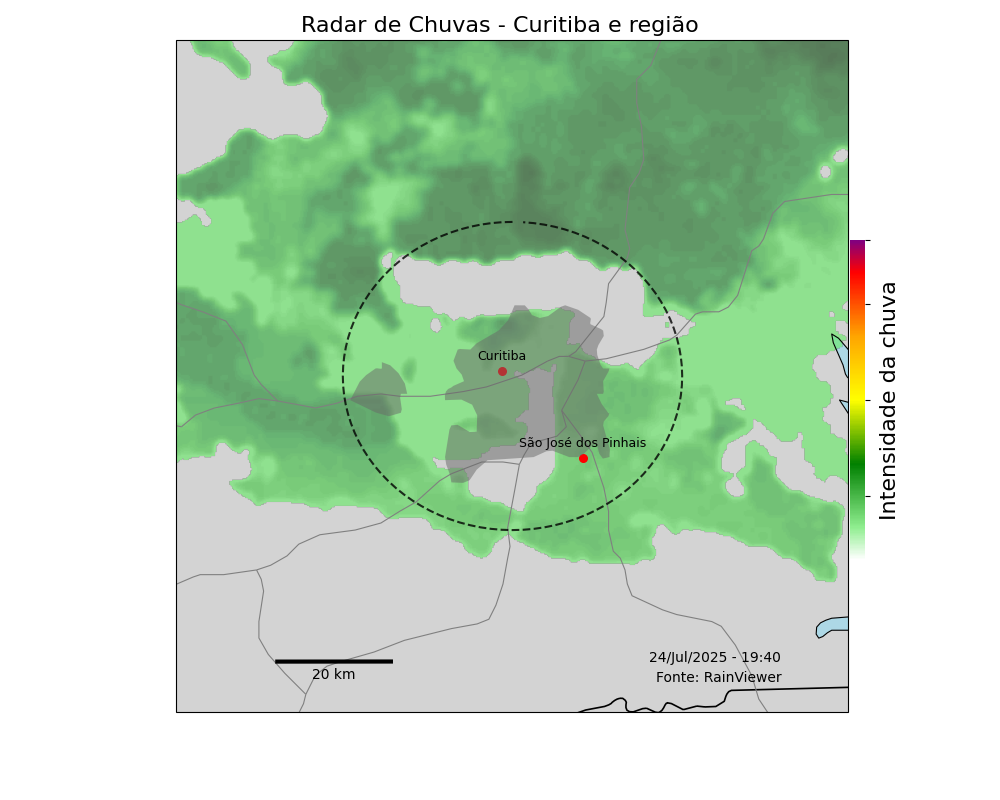 Radar de Chuvas - Curitiba e região
Curitiba
São José dos Pinhais
Intensidade da chuva
24/Jul/2025 - 19:40
Fonte: RainViewer
20 km